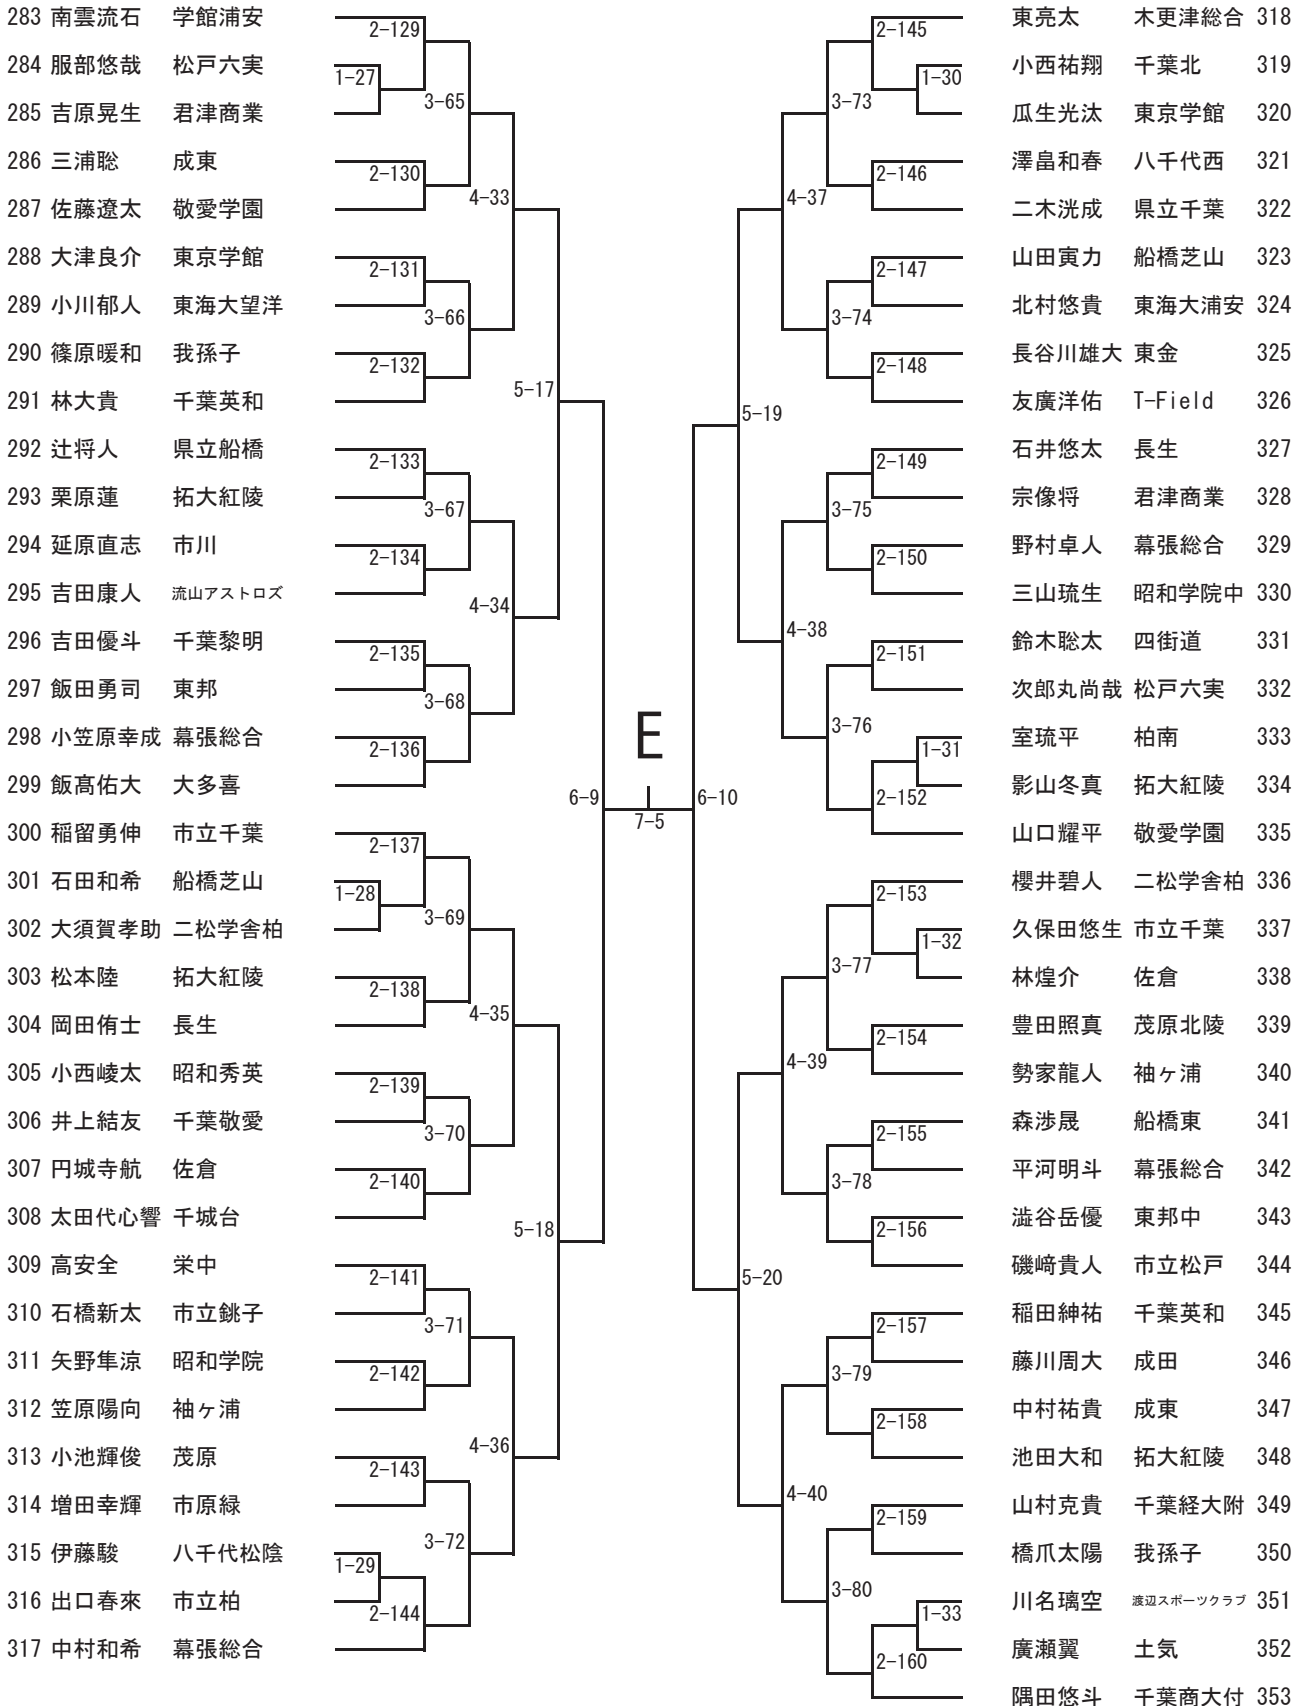 283 南雲流石 学館浦安
284 服部悠哉 松戸六実
285 吉原晃生 君津商業
286 三浦聡 成東
287 佐藤遼太 敬愛学園
288 大津良介 東京学館
289 小川郁人 東海大望洋
290 篠原暖和 我孫子
291 林大貴 千葉英和
292 辻将人 県立船橋
293 栗原蓮 拓大紅陵
294 延原直志 市川
295 吉田康人 流山アストロズ
296 吉田優斗 千葉黎明
297 飯田勇司 東邦
298 小笠原幸成 幕張総合
299 飯髙佑大 大多喜
300 稲留勇伸 市立千葉
301 石田和希 船橋芝山
302 大須賀孝助 二松学舎柏
303 松本陸 拓大紅陵
304 岡田侑士 長生
305 小西崚太 昭和秀英
306 井上結友 千葉敬愛
307 円城寺航 佐倉
308 太田代心響 千城台
309 高安全 栄中
310 石橋新太 市立銚子
311 矢野隼涼 昭和学院
312 笠原陽向 袖ヶ浦
313 小池輝俊 茂原
314 増田幸輝 市原緑
315 伊藤駿 八千代松陰
316 出口春來 市立柏
317 中村和希 幕張総合
1-27
1-28
1-29
2-129
2-130
2-131
2-132
2-133
2-134
2-135
2-136
2-137
2-138
2-139
2-140
2-141
2-142
2-143
2-144
3-65
3-66
3-67
3-68
3-69
3-70
3-71
3-72
4-33
4-34
4-35
4-36
5-17
5-18
6-9
E
7-5
6-10
5-19
5-20
4-37
4-38
4-39
4-40
3-73
3-74
3-75
3-76
3-77
3-78
3-79
3-80
2-145
2-146
2-147
2-148
2-149
2-150
2-151
2-152
2-153
2-154
2-155
2-156
2-157
2-158
2-159
2-160
1-30
1-31
1-32
1-33
東亮太 木更津総合 318
小西祐翔 千葉北 319
瓜生光汰 東京学館 320
澤畠和春 八千代西 321
二木洸成 県立千葉 322
山田寅力 船橋芝山 323
北村悠貴 東海大浦安 324
長谷川雄大 東金 325
友廣洋佑 T-Field 326
石井悠太 長生 327
宗像将 君津商業 328
野村卓人 幕張総合 329
三山琉生 昭和学院中 330
鈴木聡太 四街道 331
次郎丸尚哉 松戸六実 332
室琉平 柏南 333
影山冬真 拓大紅陵 334
山口耀平 敬愛学園 335
櫻井碧人 二松学舎柏 336
久保田悠生 市立千葉 337
林煌介 佐倉 338
豊田照真 茂原北陵 339
勢家龍人 袖ヶ浦 340
森渉晟 船橋東 341
平河明斗 幕張総合 342
澁谷岳優 東邦中 343
磯﨑貴人 市立松戸 344
稲田紳祐 千葉英和 345
藤川周大 成田 346
中村祐貴 成東 347
池田大和 拓大紅陵 348
山村克貴 千葉経大附 349
橋爪太陽 我孫子 350
川名璃空 渡辺スポーツクラブ 351
廣瀬翼 土気 352
隅田悠斗 千葉商大付 353